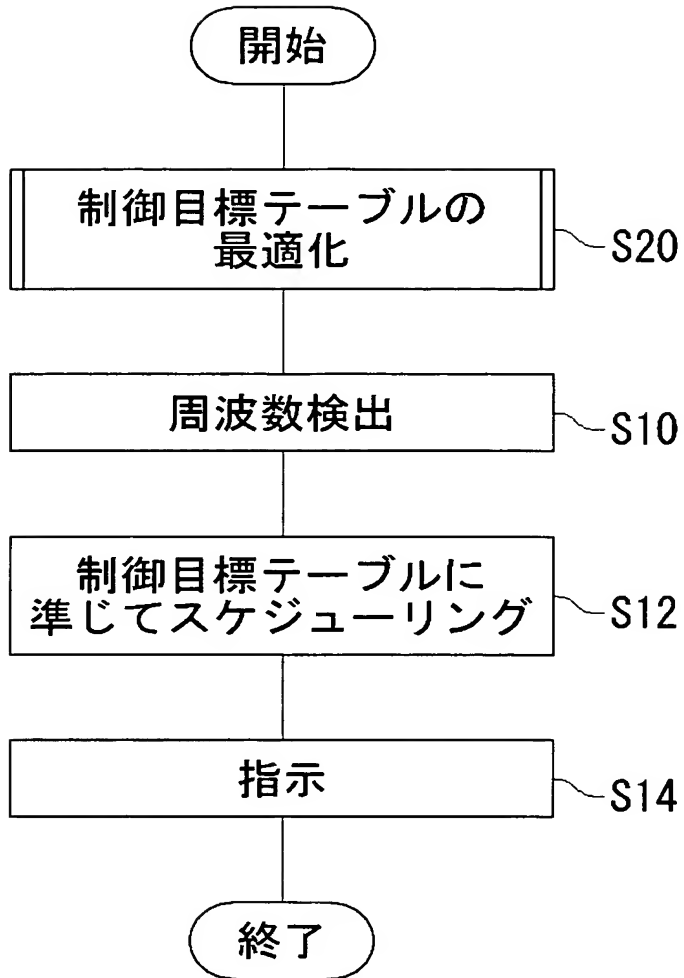 開始
制御目標テーブルの
最適化
S20
周波数検出
S10
制御目標テーブルに
準じてスケジューリング
S12
指示
S14
終了